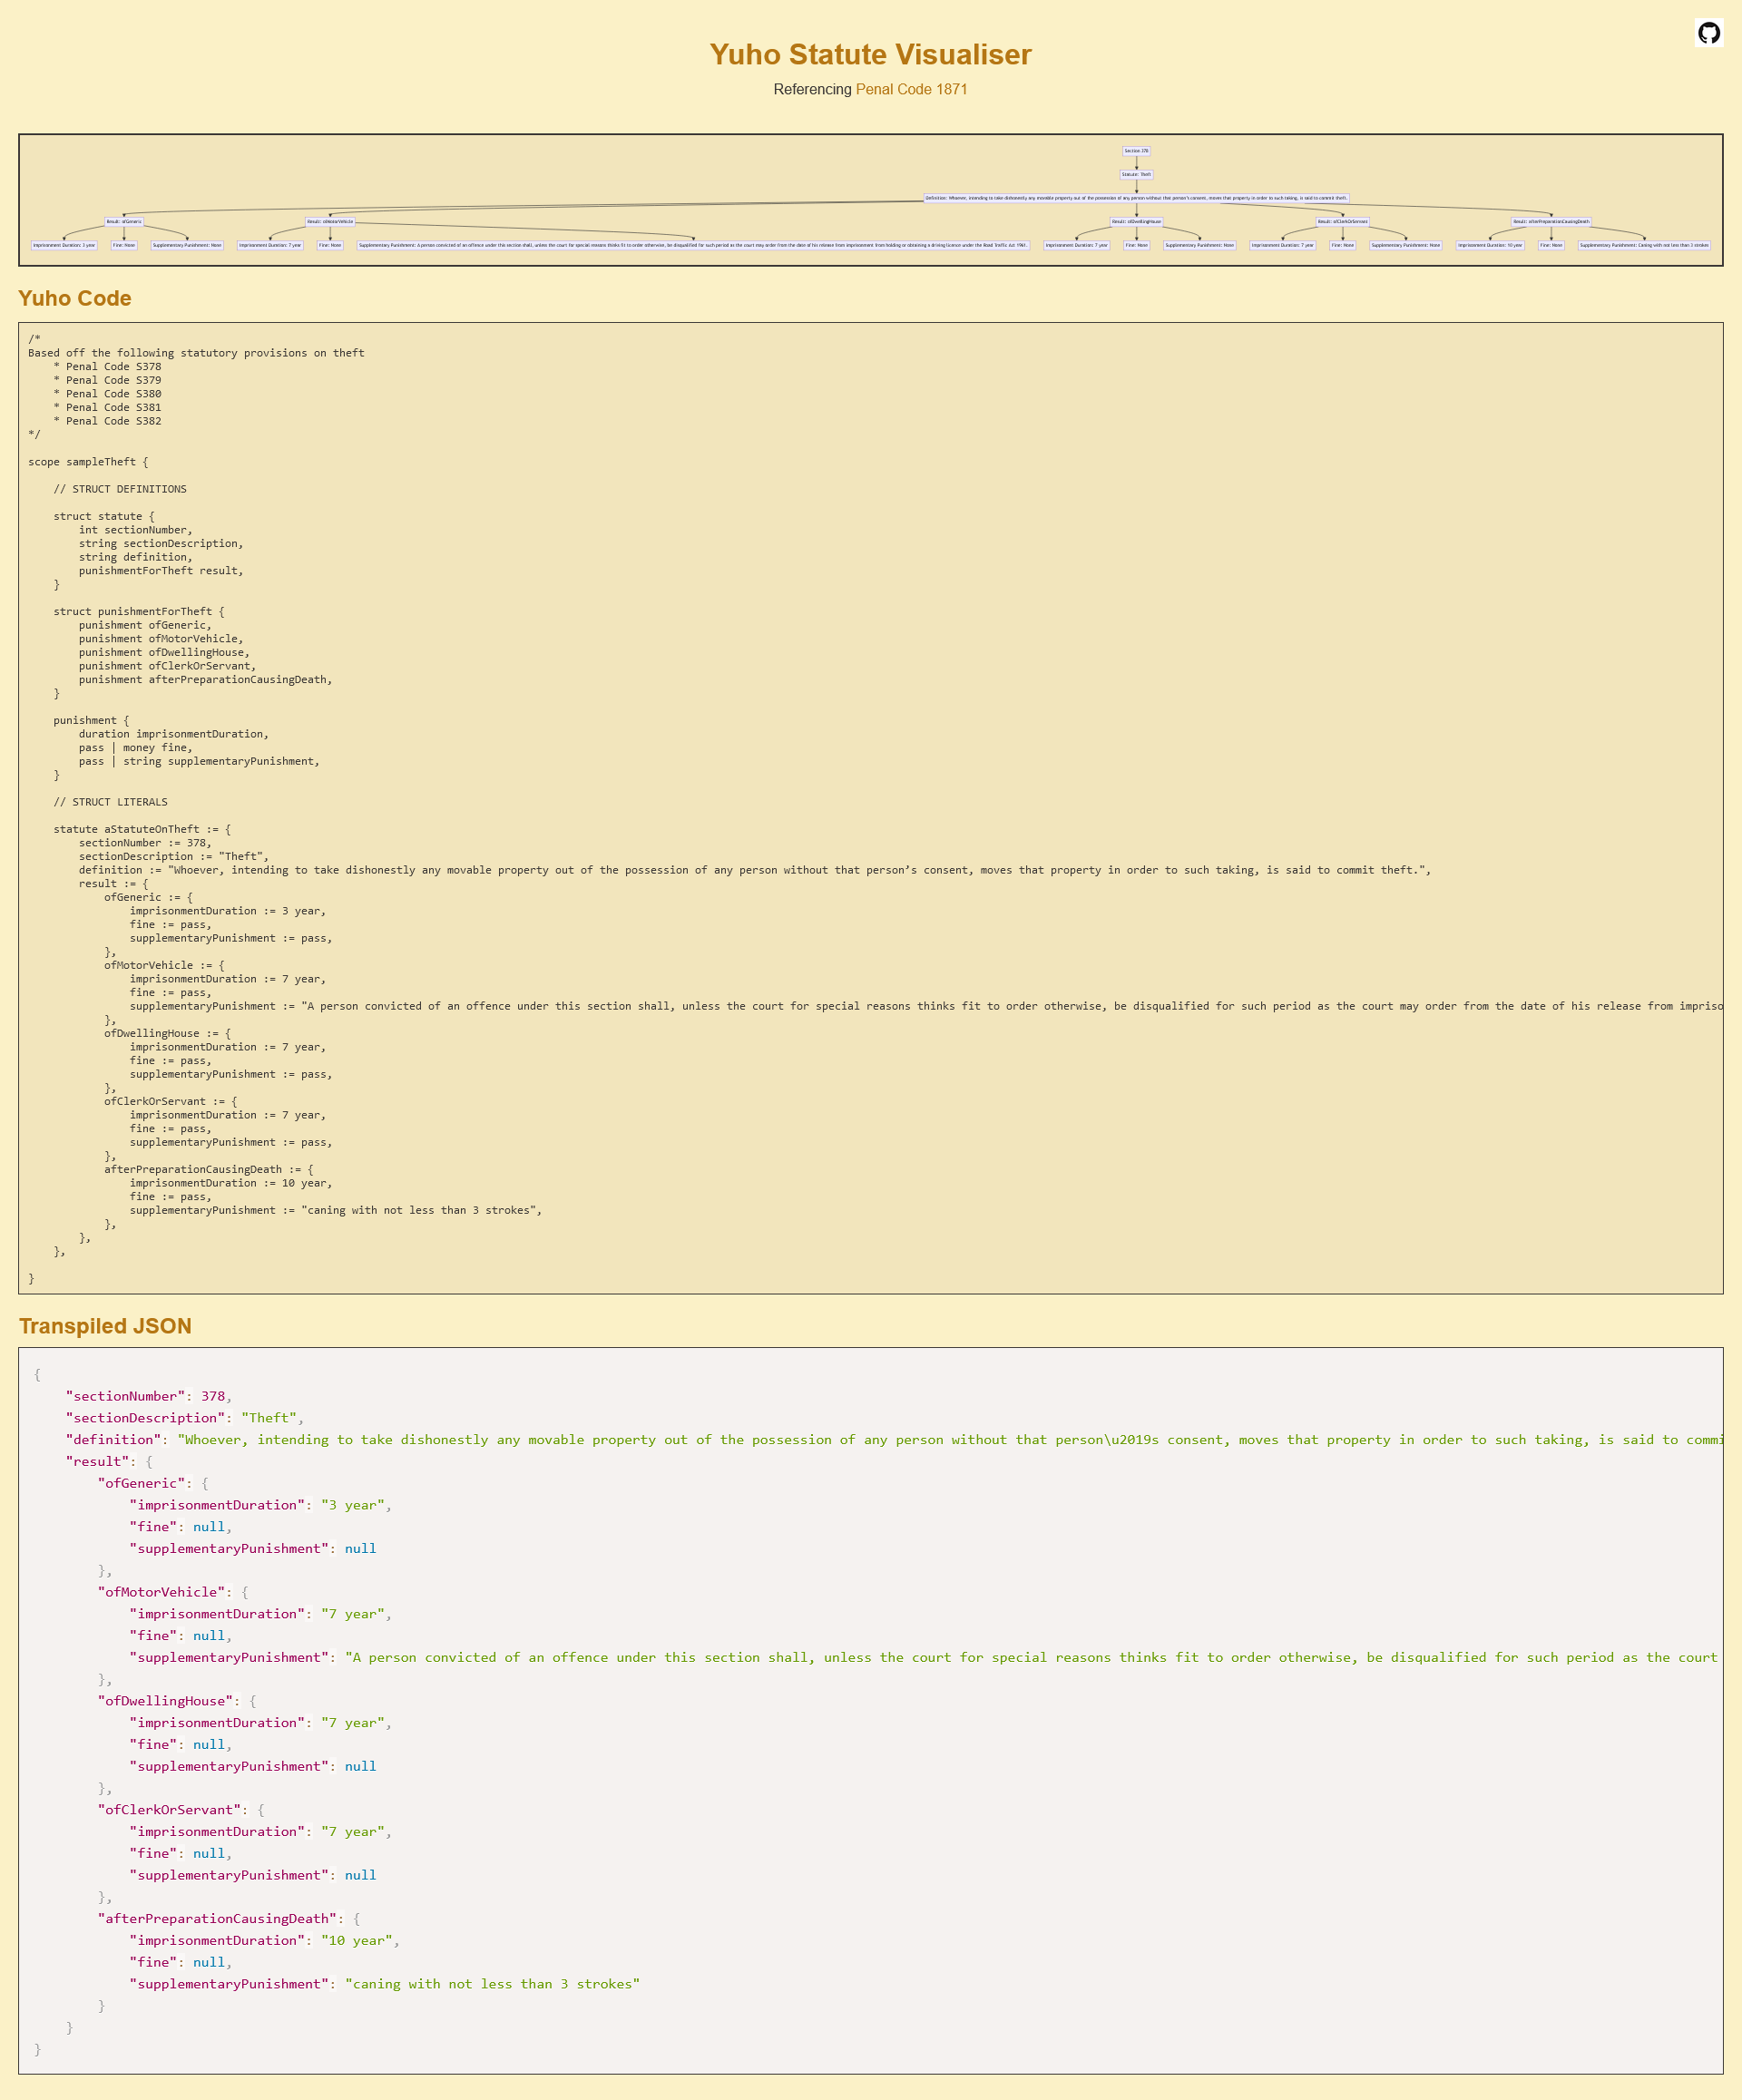 Yuho Statute Visualiser
Referencing Penal Code 1871
Section 378
Statute: Theft
Definition: Whoever, intending to take dishonestly any movable property out of the possession of any person without that person's consent, moves that property in order to such taking, is said to commit theft.
Result: ofGeneric
Result: ofMotorVehicle
Result: ofDwellingHouse
Result: ofClerkOrServant
Result: afterPreparationCausingDeath
Imprisonment Duration: 3 year
Fine: None
Supplementary Punishment: None
Imprisonment Duration: 7 year
Fine: None
Supplementary Punishment: A person convicted of an offence under this section shall, unless the court for special reasons thinks fit to order otherwise, be disqualified for such period as the court may order from the date of his release from imprisonment from holding or obtaining a driving licence under the Road Traffic Act 1961.
Imprisonment Duration: 7 year
Fine: None
Supplementary Punishment: None
Imprisonment Duration: 7 year
Fine: None
Supplementary Punishment: None
Imprisonment Duration: 10 year
Fine: None
Supplementary Punishment: Caning with not less than 3 strokes
Yuho Code
/*
Based off the following statutory provisions on theft
    * Penal Code S378
    * Penal Code S379
    * Penal Code S380
    * Penal Code S381
    * Penal Code S382
*/
scope sampleTheft {
    // STRUCT DEFINITIONS
    struct statute {
        int sectionNumber,
        string sectionDescription,
        string definition,
        punishmentForTheft result,
    }
    struct punishmentForTheft {
        punishment ofGeneric,
        punishment ofMotorVehicle,
        punishment ofDwellingHouse,
        punishment ofClerkOrServant,
        punishment afterPreparationCausingDeath,
    }
    punishment {
        duration imprisonmentDuration,
        pass | money fine,
        pass | string supplementaryPunishment,
    }
    // STRUCT LITERALS
    statute aStatuteOnTheft := {
        sectionNumber := 378,
        sectionDescription := "Theft",
        definition := "Whoever, intending to take dishonestly any movable property out of the possession of any person without that person’s consent, moves that property in order to such taking, is said to commit theft.",
        result := {
            ofGeneric := {
                imprisonmentDuration := 3 year,
                fine := pass,
                supplementaryPunishment := pass,
            },
            ofMotorVehicle := {
                imprisonmentDuration := 7 year,
                fine := pass,
                supplementaryPunishment := "A person convicted of an offence under this section shall, unless the court for special reasons thinks fit to order otherwise, be disqualified for such period as the court may order from the date of his release from impriso
            },
            ofDwellingHouse := {
                imprisonmentDuration := 7 year,
                fine := pass,
                supplementaryPunishment := pass,
            },
            ofClerkOrServant := {
                imprisonmentDuration := 7 year,
                fine := pass,
                supplementaryPunishment := pass,
            },
            afterPreparationCausingDeath := {
                imprisonmentDuration := 10 year,
                fine := pass,
                supplementaryPunishment := "caning with not less than 3 strokes",
            },
        },
    },
}
Transpiled JSON
{
    "sectionNumber": 378,
    "sectionDescription": "Theft",
    "definition": "Whoever, intending to take dishonestly any movable property out of the possession of any person without that person\u2019s consent, moves that property in order to such taking, is said to commi
    "result": {
        "ofGeneric": {
            "imprisonmentDuration": "3 year",
            "fine": null,
            "supplementaryPunishment": null
        },
        "ofMotorVehicle": {
            "imprisonmentDuration": "7 year",
            "fine": null,
            "supplementaryPunishment": "A person convicted of an offence under this section shall, unless the court for special reasons thinks fit to order otherwise, be disqualified for such period as the court
        },
        "ofDwellingHouse": {
            "imprisonmentDuration": "7 year",
            "fine": null,
            "supplementaryPunishment": null
        },
        "ofClerkOrServant": {
            "imprisonmentDuration": "7 year",
            "fine": null,
            "supplementaryPunishment": null
        },
        "afterPreparationCausingDeath": {
            "imprisonmentDuration": "10 year",
            "fine": null,
            "supplementaryPunishment": "caning with not less than 3 strokes"
        }
    }
}